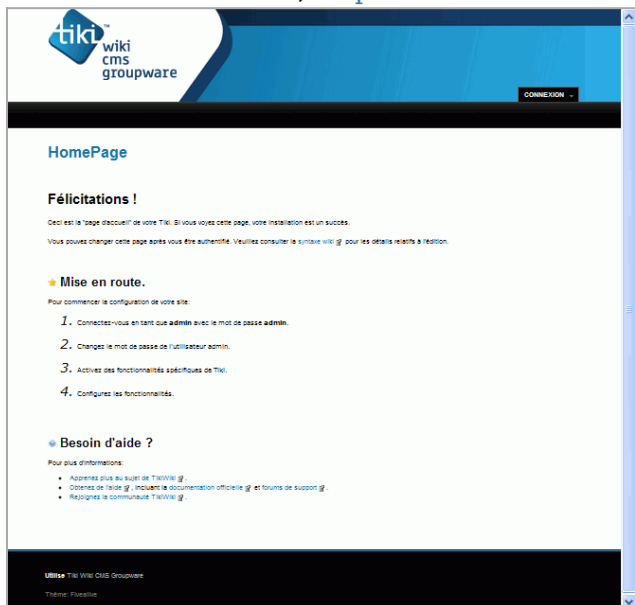 tiki™
wiki
cms
groupware
CONNEXION
HomePage
Félicitations !
Ceci est la "page d'accueil" de votre Tiki. Si vous voyez cette page, votre installation est un succès.
Vous pouvez changer cette page après vous être authentifié. Veuillez consulter la syntaxe wiki pour les détails relatifs à l'édition.
Mise en route.
Pour commencer la configuration de votre site:
1. Connectez-vous en tant que admin avec le mot de passe admin.
2. Changez le mot de passe de l'utilisateur admin.
3. Activez des fonctionnalités spécifiques de Tiki.
4. Configurez les fonctionnalités.
Besoin d'aide ?
Pour plus d'informations:
• Apprenez plus au sujet de TikiWiki .
• Obtenez de l'aide , incluant la documentation officielle et forums de support .
• Rejoignez la communauté TikiWiki .
Utilise Tiki Wiki CMS Groupware
Thème: Fivealive